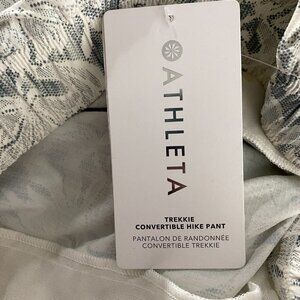 ATHLETA
TREKKIE
CONVERTIBLE HIKE PANT
PANTALON DE RANDONNÉE
CONVERTIBLE TREKKIE